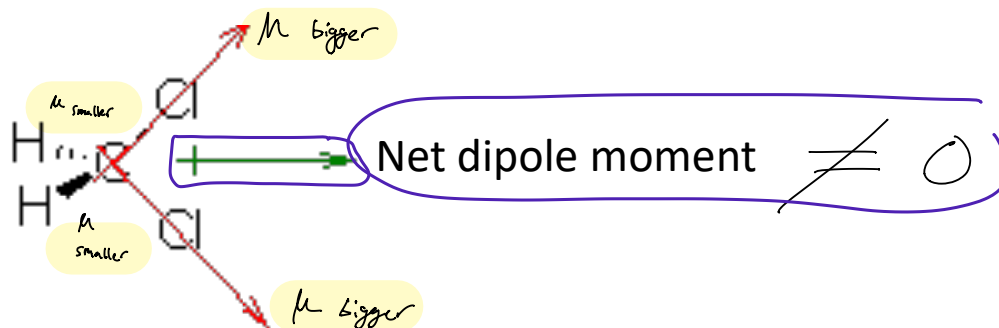 μ bigger
μ smaller
Cl
H
C
Net dipole moment ≠ 0
H
Cl
μ smaller
μ bigger